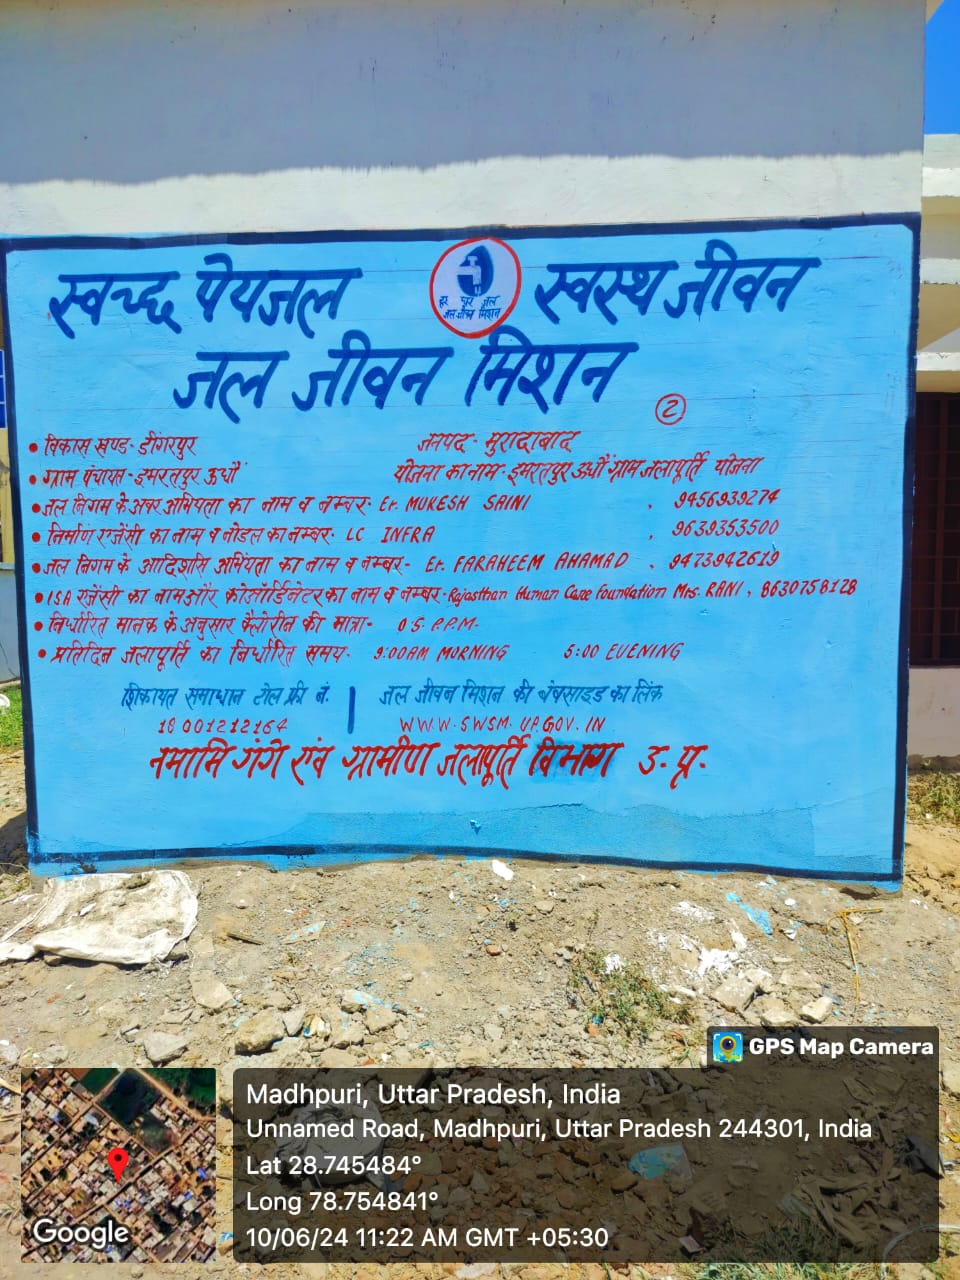 स्वच्छ पेयजल
हर घर जल
जल जीवन मिशन
स्वस्थ जीवन
जल जीवन मिशन
2
• विकास खण्ड- डींगरपुर जनपद- मुरादाबाद
• ग्राम पंचायत- इमरतपुर ऊधौ योजना का नाम- इमरतपुर ऊधौ ग्राम जलापूर्ति योजना
• जल निगम के अवर अभियंता का नाम व नम्बर- Er. MUKESH SAINI , 9456939274
• निर्माण एजेंसी का नाम व नोडल का नम्बर- LC INFRA , 9639353500
• जल निगम के आदिशासि अभियंता का नाम व नम्बर- Er. FARAHEEM AHAMAD . 9473942619
• ISA एजेंसी का नाम और कोऑर्डिनेटर का नाम व नम्बर- Rajasthan Human Care Foundation Mrs. RANI, 8630758128
• निर्धारित मानक के अनुसार क्लोरीन की मात्रा- 0.5. P.P.M-
• प्रतिदिन जलापूर्ति का निर्धारित समय- 9:00AM MORNING 5:00 EVENING
शिकायत समाधान टोल फ्री नं. | जल जीवन मिशन की वेबसाइड का लिंक
18001212164 WWW.SWSM.UP.GOV.IN
नमामि गंगे एंव ग्रामीण जलापूर्ति विभाग उ- प्र-
GPS Map Camera
Madhpuri, Uttar Pradesh, India
Unnamed Road, Madhpuri, Uttar Pradesh 244301, India
Lat 28.745484°
Long 78.754841°
10/06/24 11:22 AM GMT +05:30
Google